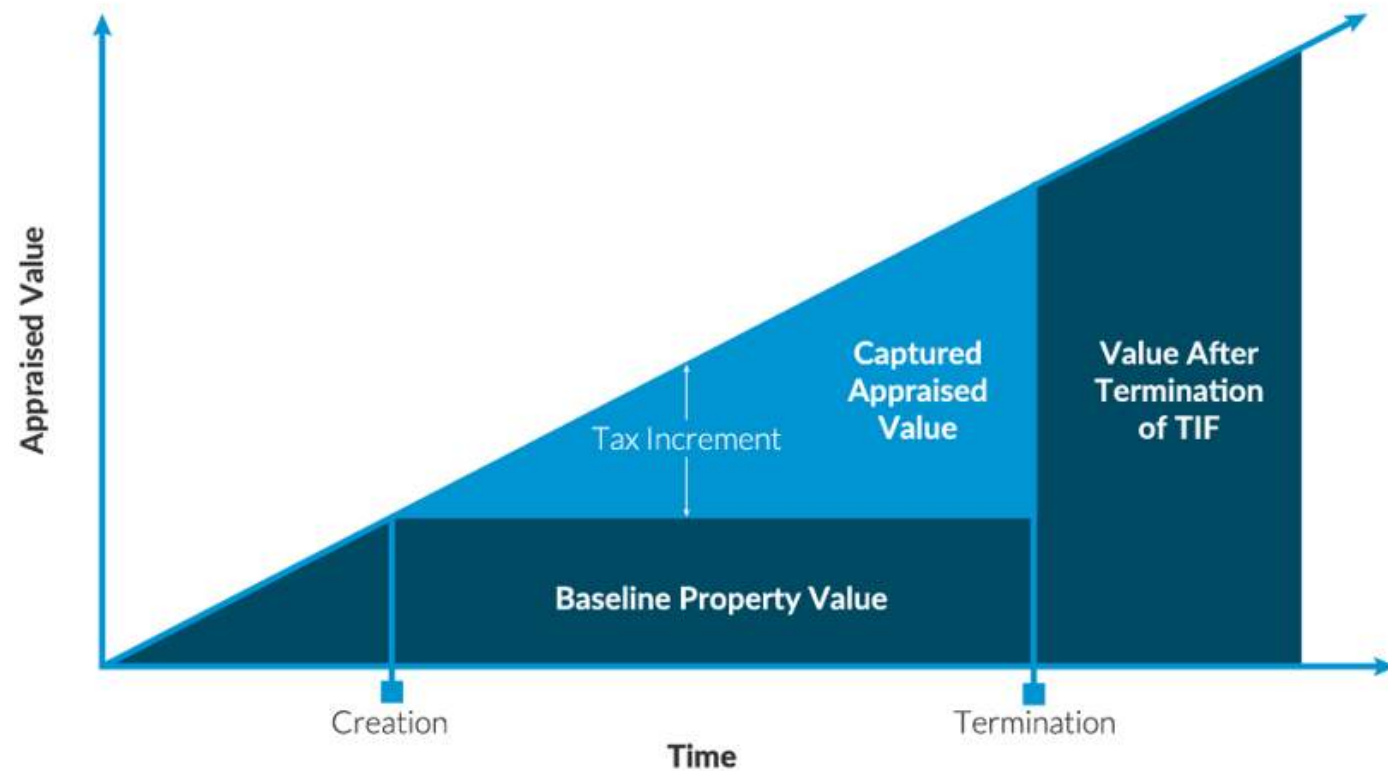 Appraised Value
Captured
Appraised
Value
Value After
Termination
of TIF
Tax Increment
Baseline Property Value
Creation
Termination
Time